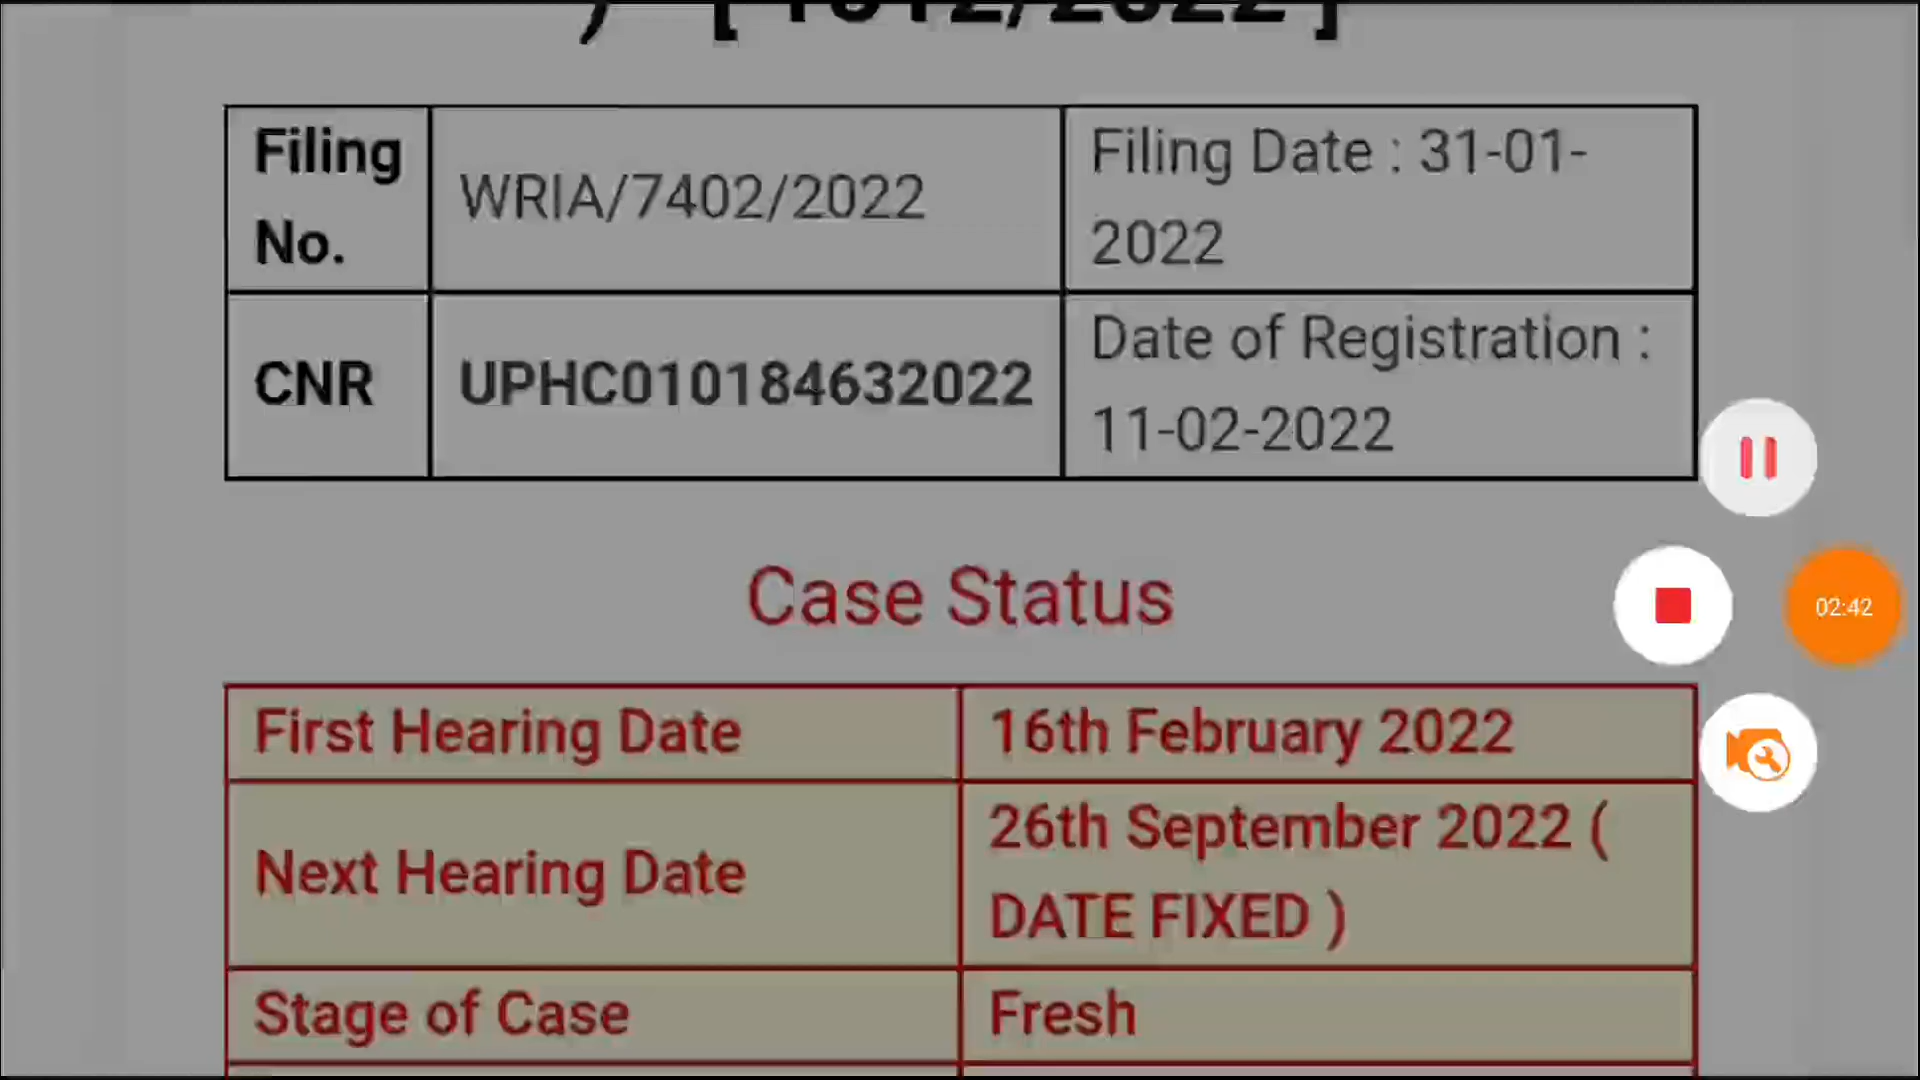 2022 ]
Filing No.
WRIA/7402/2022
Filing Date : 31-01-
2022
CNR
UPHC010184632022
Date of Registration :
11-02-2022
Case Status
02:42
First Hearing Date
16th February 2022
Next Hearing Date
26th September 2022 (
DATE FIXED )
Stage of Case
Fresh